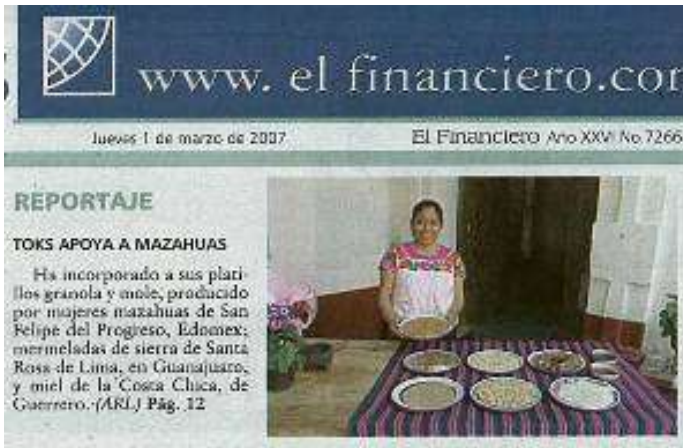 www. el financiero.com
Jueves 1 de marzo de 2007
El Financiero Año XXVI No. 7266
REPORTAJE
TOKS APOYA A MAZAHUAS
Ha incorporado a sus plati-
llos granola y mole, producido
por mujeres mazahuas de San
Felipe del Progreso, Edomex;
mermeladas de sierra de Santa
Rosa de Lima, en Guanajuato,
y miel de la Costa Chica, de
Guerrero. (ARL) Pág. 12